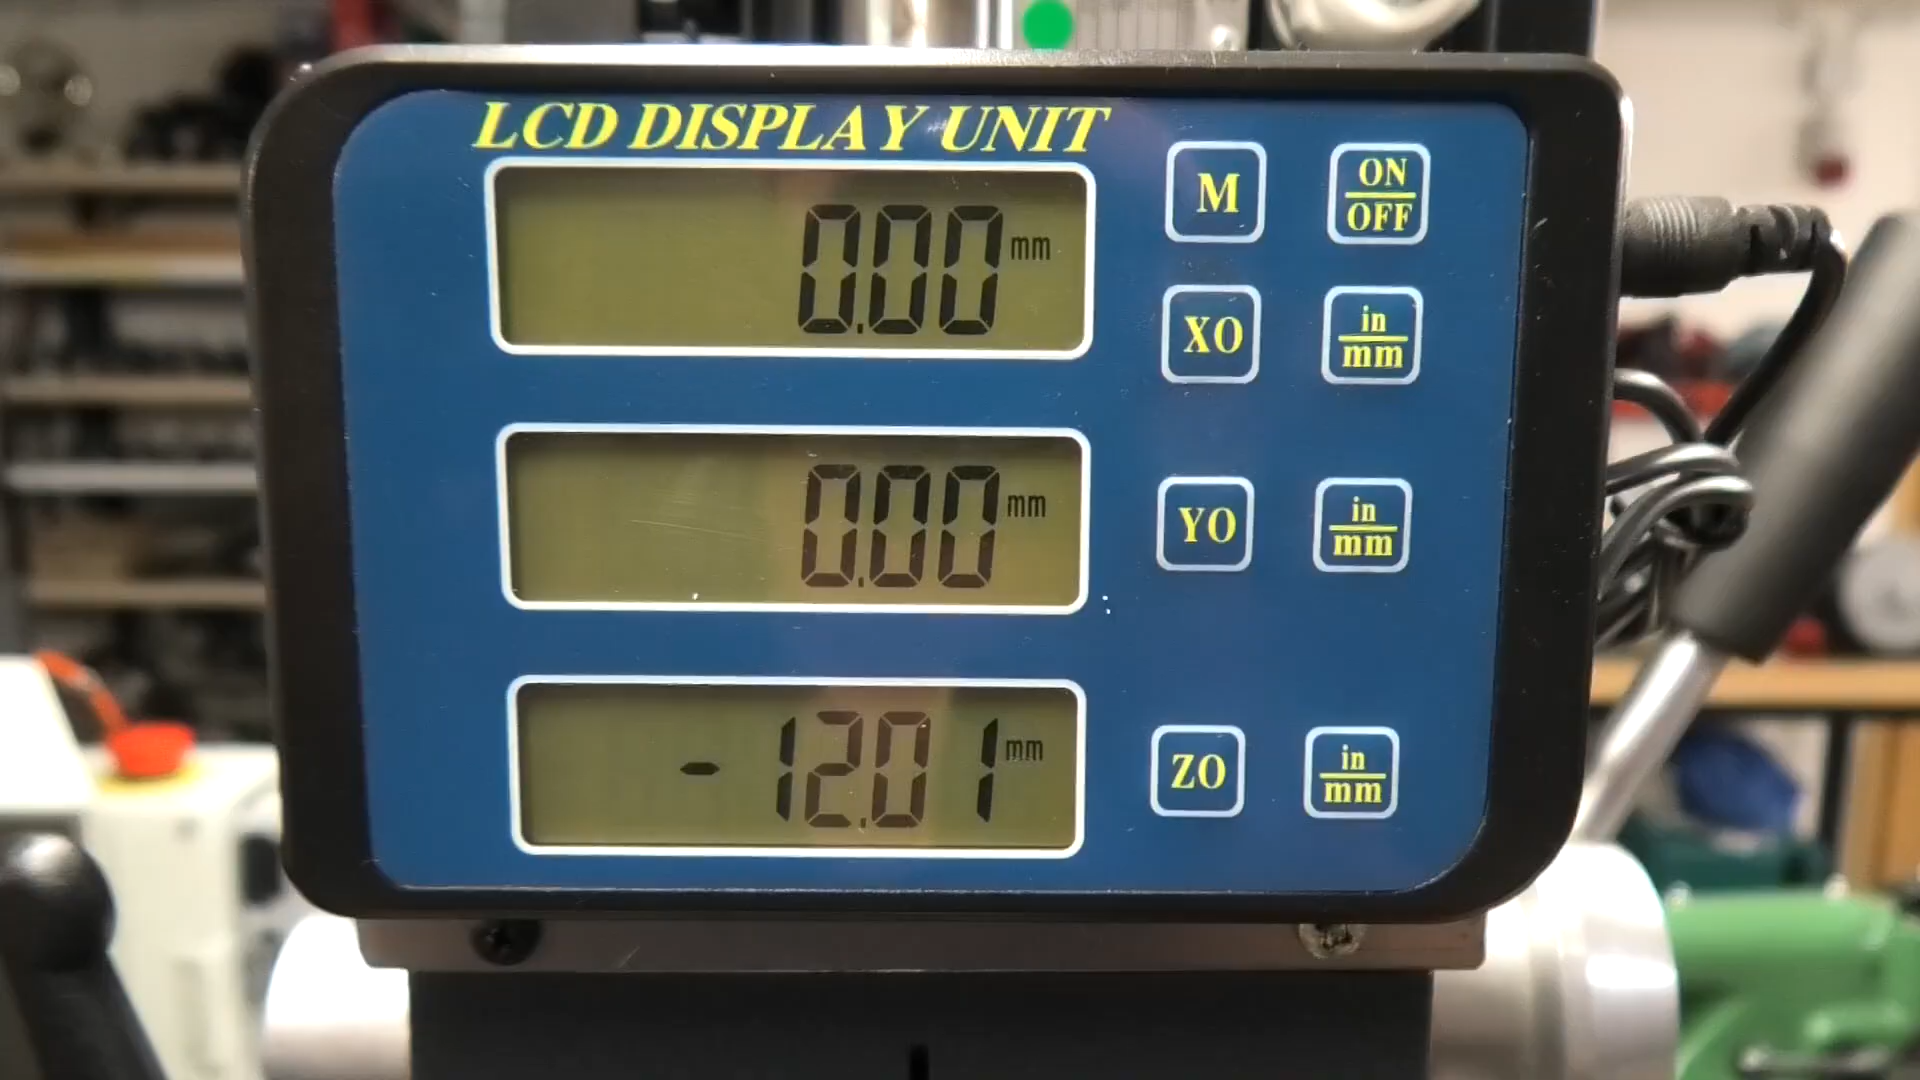 LCD DISPLAY UNIT
0.00 mm
M
ON
OFF
XO
in
mm
0.00 mm
YO
in
mm
-12.01 mm
ZO
in
mm